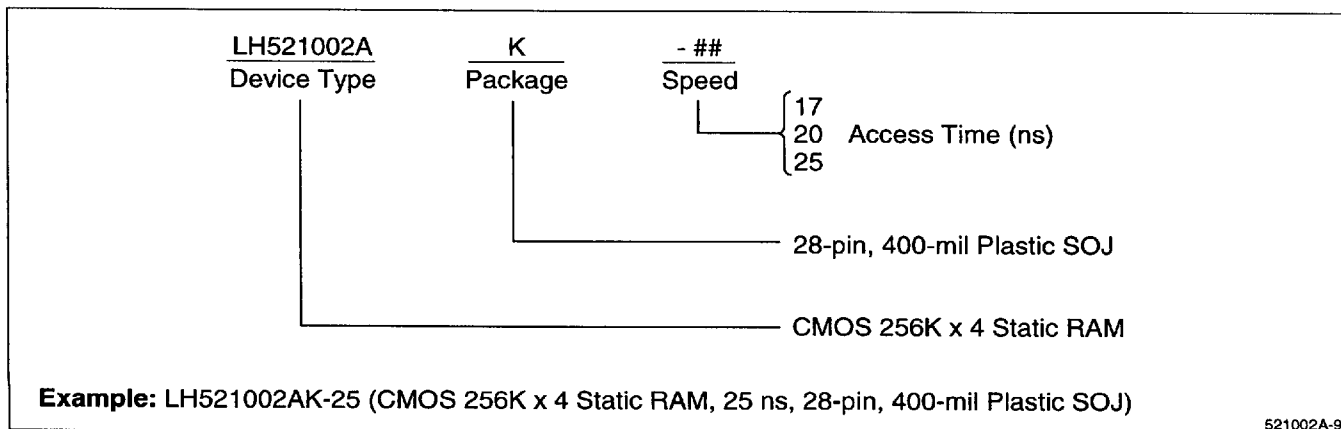 LH521002A K - ##
Device Type Package Speed
17
20 Access Time (ns)
25
28-pin, 400-mil Plastic SOJ
CMOS 256K x 4 Static RAM
Example: LH521002AK-25 (CMOS 256K x 4 Static RAM, 25 ns, 28-pin, 400-mil Plastic SOJ)
521002A-9